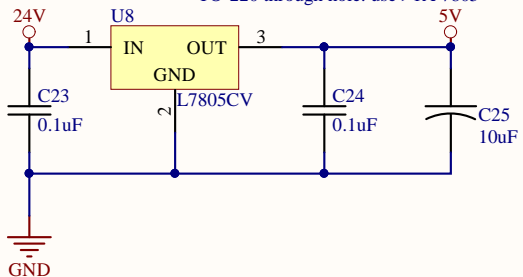 24V
U8
5V
1
IN
OUT
3
GND
2
L7805CV
C23
0.1uF
C24
0.1uF
C25
10uF
GND